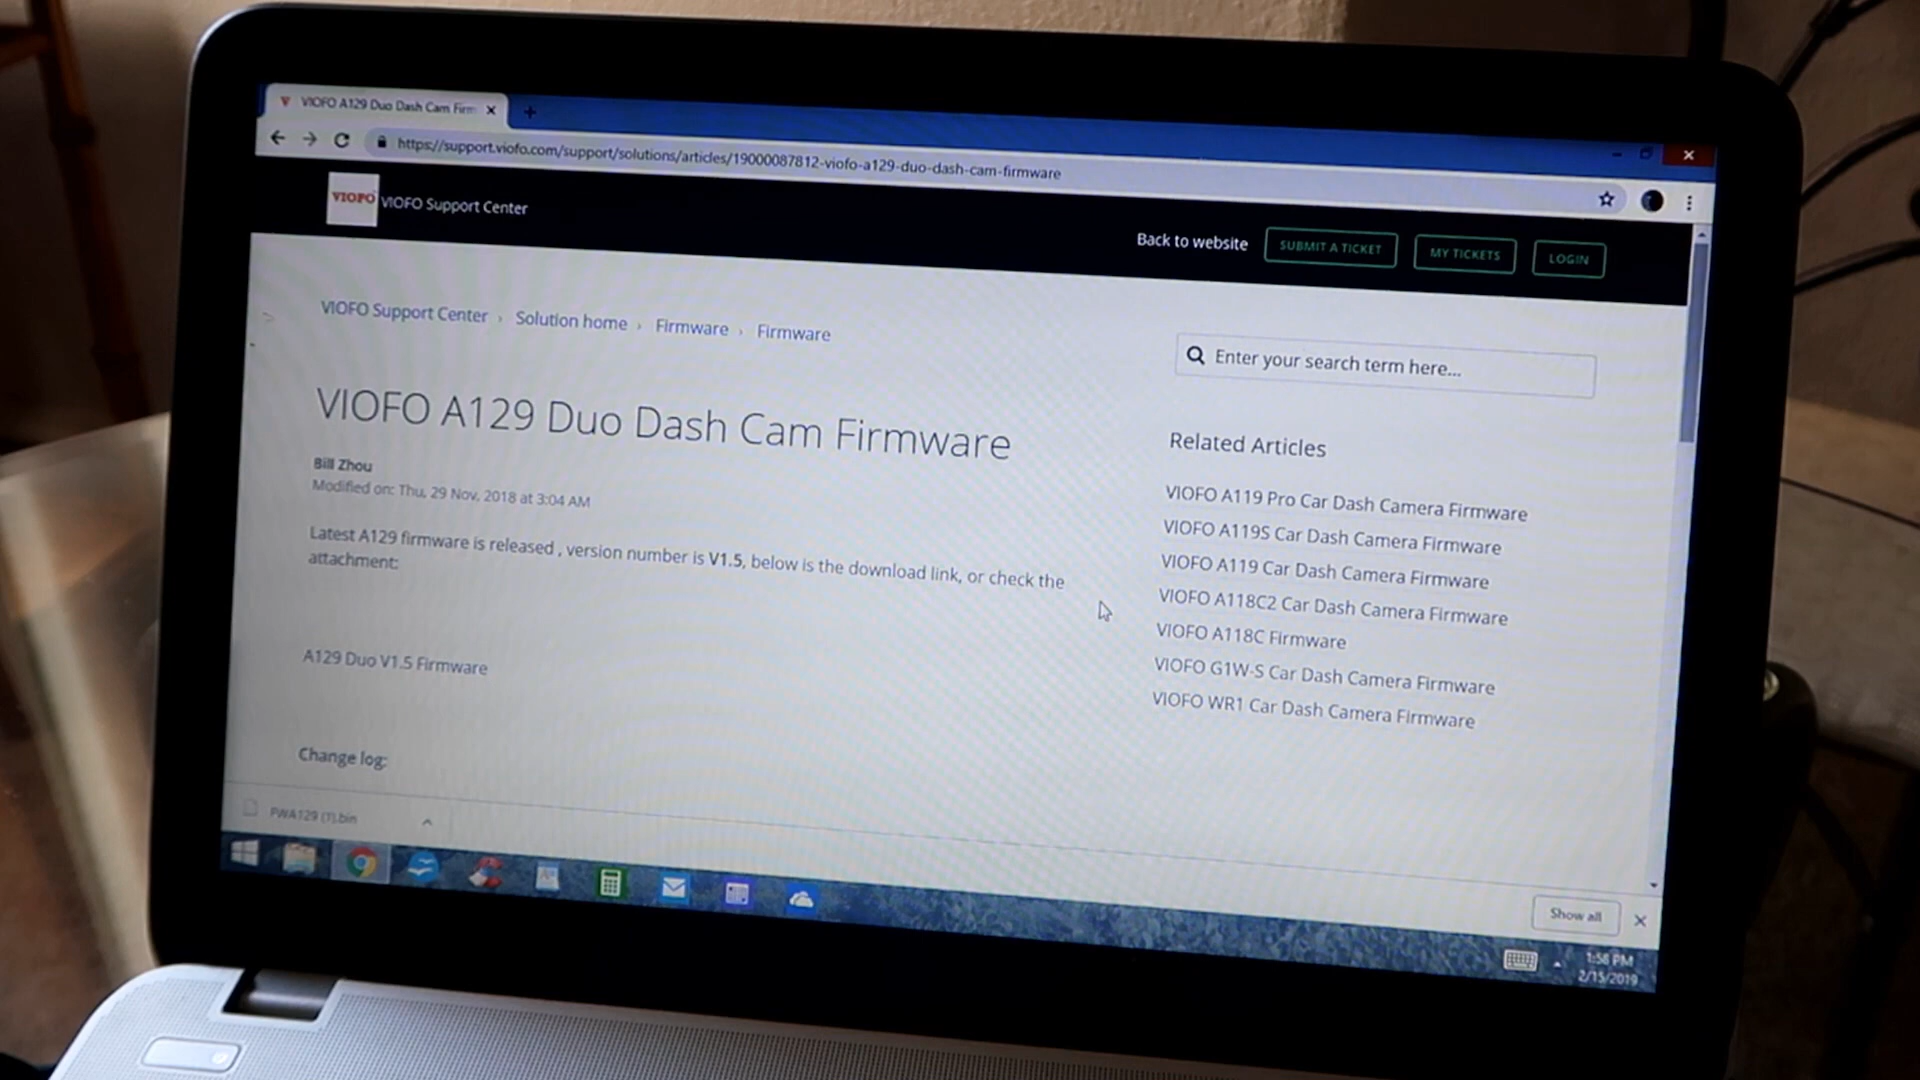 VIOFO A129 Duo Dash Cam Firm
https://support.viofo.com/support/solutions/articles/19000087812-viofo-a129-duo-dash-cam-firmware
VIOFO VIOFO Support Center
Back to website SUBMIT A TICKET MY TICKETS LOGIN
VIOFO Support Center › Solution home › Firmware › Firmware
Enter your search term here...
VIOFO A129 Duo Dash Cam Firmware
Bill Zhou
Modified on: Thu, 29 Nov, 2018 at 3:04 AM
Latest A129 firmware is released , version number is V1.5, below is the download link, or check the
attachment:
A129 Duo V1.5 Firmware
Change log:
Related Articles
VIOFO A119 Pro Car Dash Camera Firmware
VIOFO A119S Car Dash Camera Firmware
VIOFO A119 Car Dash Camera Firmware
VIOFO A118C2 Car Dash Camera Firmware
VIOFO A118C Firmware
VIOFO G1W-S Car Dash Camera Firmware
VIOFO WR1 Car Dash Camera Firmware
FWA129 (1).bin
Show all
1:58 PM
2/15/2019